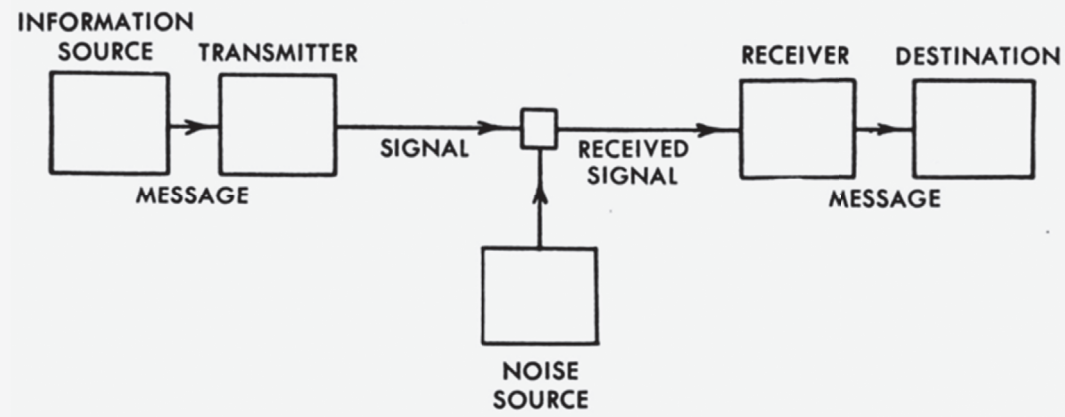 INFORMATION
SOURCE
TRANSMITTER
RECEIVER
DESTINATION
SIGNAL
RECEIVED
SIGNAL
MESSAGE
MESSAGE
NOISE
SOURCE